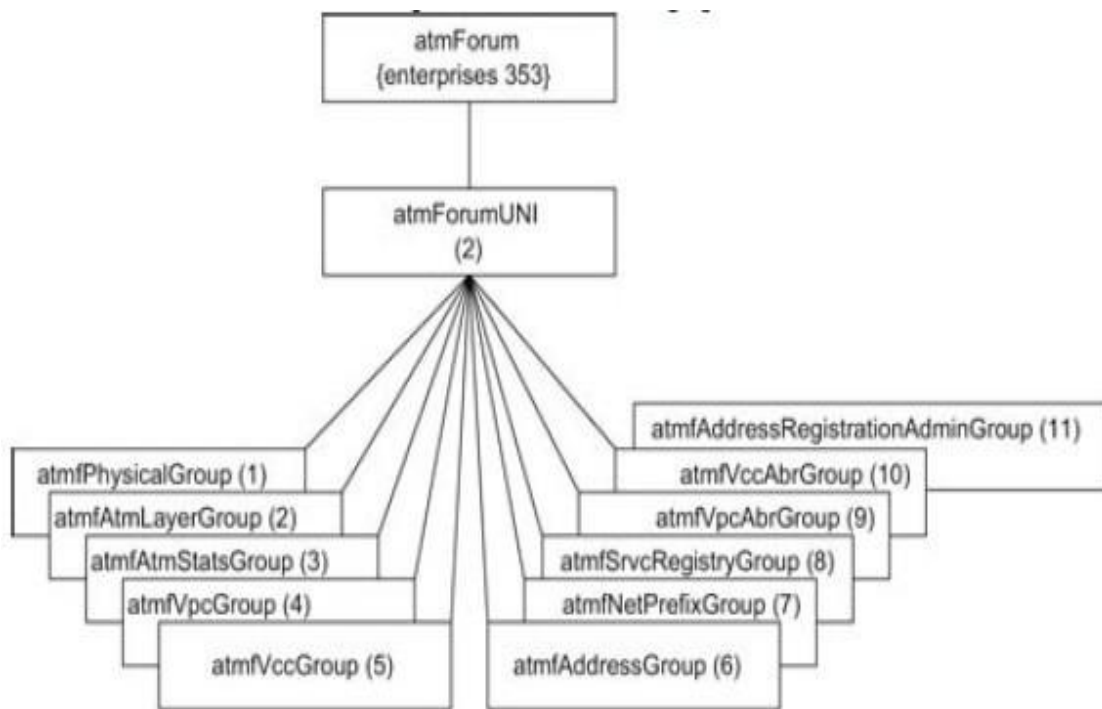 atmForum
{enterprises 353}
atmForumUNI
(2)
atmfAddressRegistrationAdminGroup (11)
atmfPhysicalGroup (1)
atmfVccAbrGroup (10)
atmfAtmLayerGroup (2)
atmfVpcAbrGroup (9)
atmfAtmStatsGroup (3)
atmfSrvcRegistryGroup (8)
atmfVpcGroup (4)
atmfNetPrefixGroup (7)
atmfVccGroup (5)
atmfAddressGroup (6)